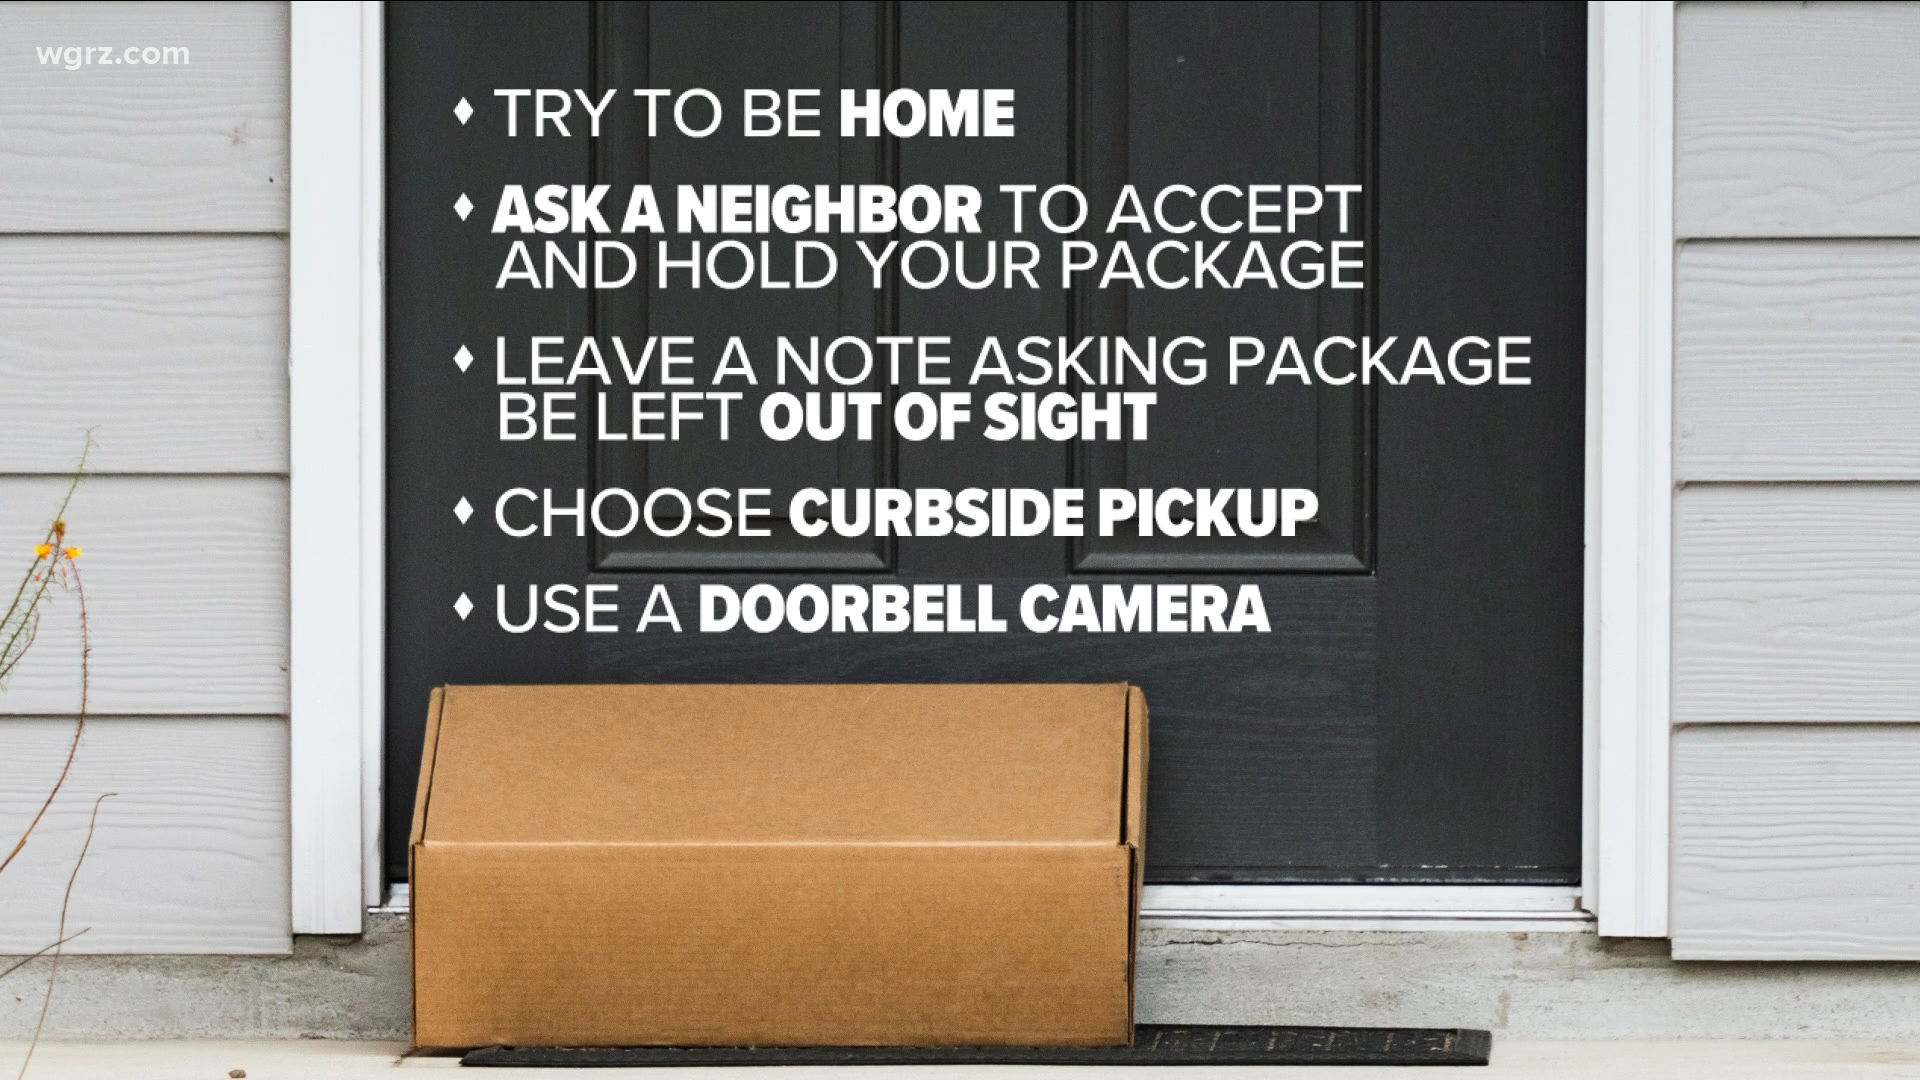 wgrz.com
♦ TRY TO BE HOME
♦ ASK A NEIGHBOR TO ACCEPT
AND HOLD YOUR PACKAGE
♦ LEAVE A NOTE ASKING PACKAGE
BE LEFT OUT OF SIGHT
♦ CHOOSE CURBSIDE PICKUP
♦ USE A DOORBELL CAMERA